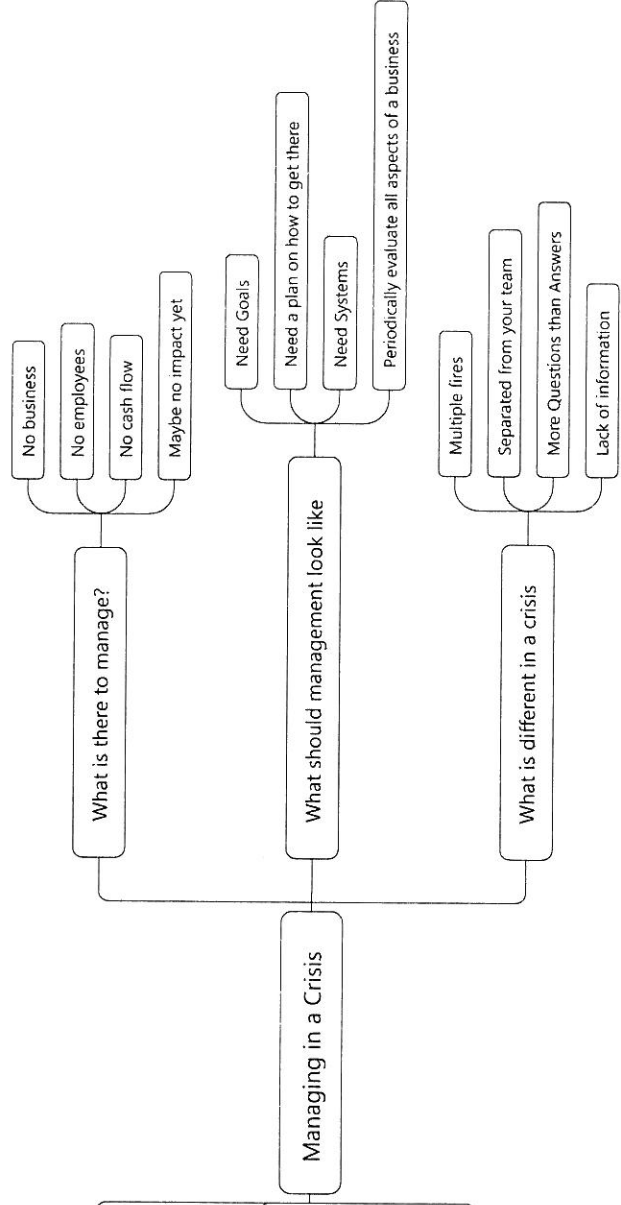 Managing in a Crisis
What is there to manage?
No business
No employees
No cash flow
Maybe no impact yet
What should management look like
Need Goals
Need a plan on how to get there
Need Systems
Periodically evaluate all aspects of a business
What is different in a crisis
Multiple fires
Separated from your team
More Questions than Answers
Lack of information